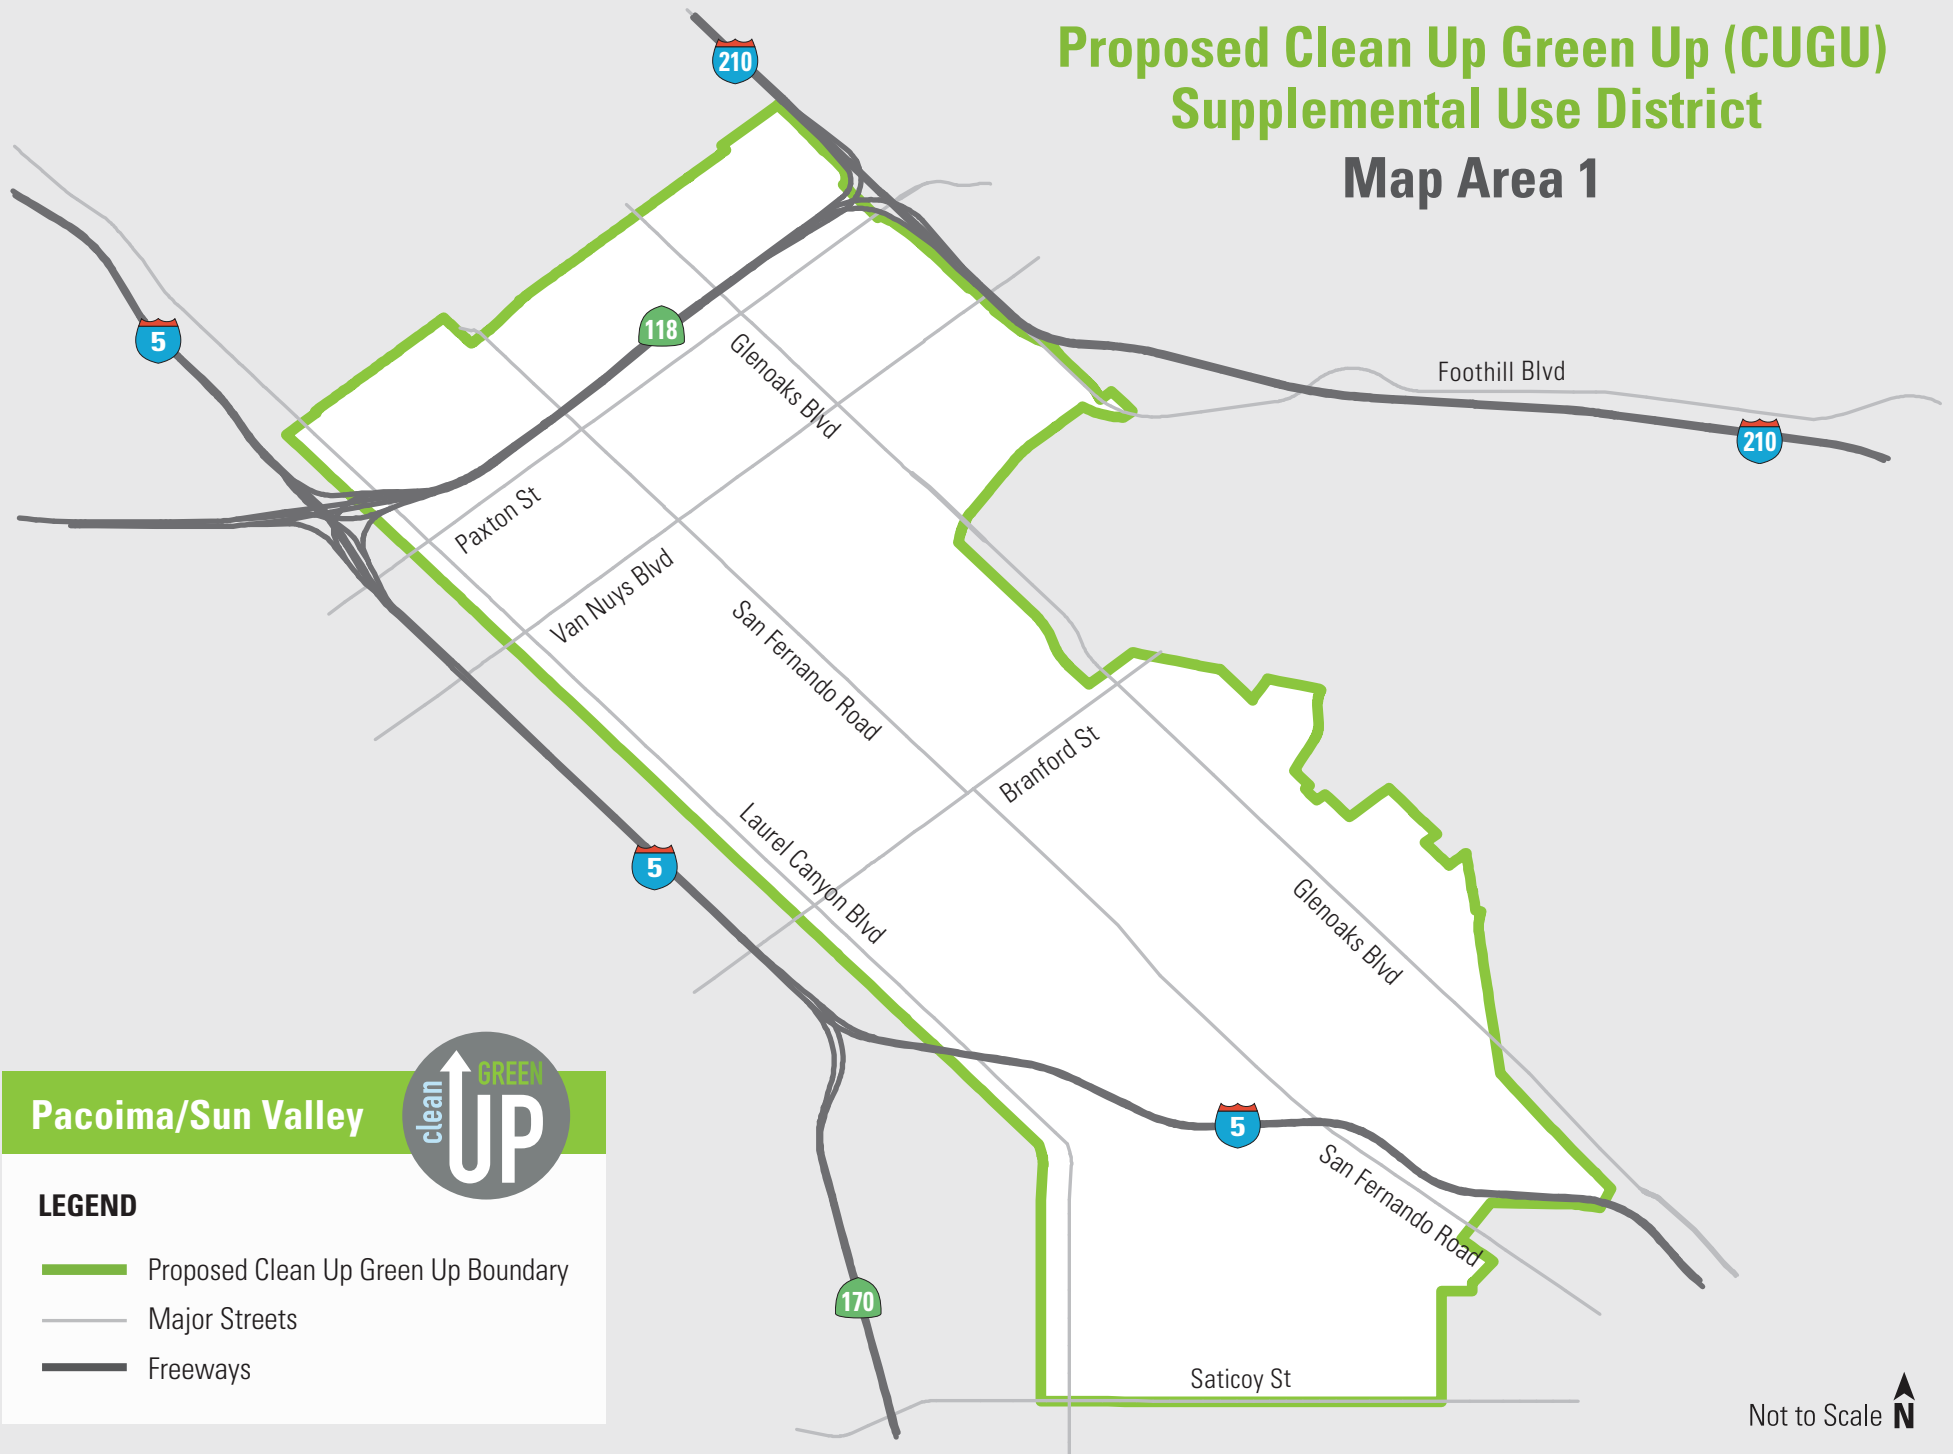 Proposed Clean Up Green Up (CUGU)
Supplemental Use District
Map Area 1
210
5
118
Glenoaks Blvd
Foothill Blvd
210
Paxton St
Van Nuys Blvd
San Fernando Road
Branford St
Laurel Canyon Blvd
5
Glenoaks Blvd
5
San Fernando Road
170
Saticoy St
Pacoima/Sun Valley
clean
GREEN
UP
LEGEND
Proposed Clean Up Green Up Boundary
Major Streets
Freeways
Not to Scale
N